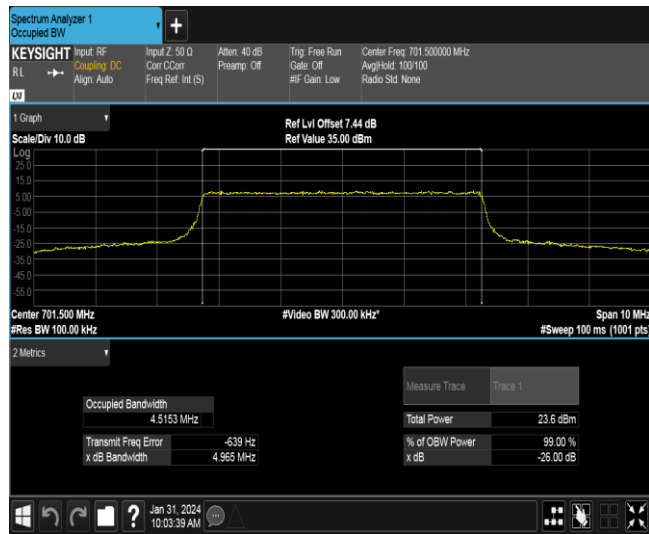 Spectrum Analyzer 1
Occupied BW
+
KEYSIGHT Input: RF Input Z: 50 Ω Atten: 40 dB Trig: Free Run Center Freq: 701.500000 MHz
RL Coupling: DC Corr CCorr Preamp: Off Gate: Off Avg|Hold: 100/100
Align: Auto Freq Ref: Int (S) #IF Gain: Low Radio Std: None
LXI
1 Graph
Ref Lvl Offset 7.44 dB
Scale/Div 10.0 dB Ref Value 35.00 dBm
Log
25.0
15.0
5.00
-5.00
-15.0
-25.0
-35.0
-45.0
-55.0
Center 701.500 MHz #Video BW 300.00 kHz* Span 10 MHz
#Res BW 100.00 kHz #Sweep 100 ms (1001 pts)
2 Metrics
Measure Trace Trace 1
Occupied Bandwidth
4.5153 MHz Total Power 23.6 dBm
Transmit Freq Error -639 Hz % of OBW Power 99.00 %
x dB Bandwidth 4.965 MHz x dB -26.00 dB
? Jan 31, 2024
10:03:39 AM